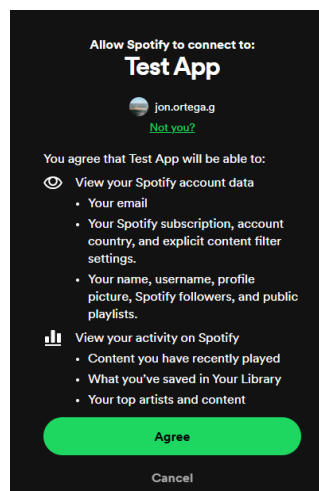 Allow Spotify to connect to:
Test App
jon.ortega.g
Not you?
You agree that Test App will be able to:
View your Spotify account data
• Your email
• Your Spotify subscription, account
country, and explicit content filter
settings.
• Your name, username, profile
picture, Spotify followers, and public
playlists.
View your activity on Spotify
• Content you have recently played
• What you've saved in Your Library
• Your top artists and content
Agree
Cancel